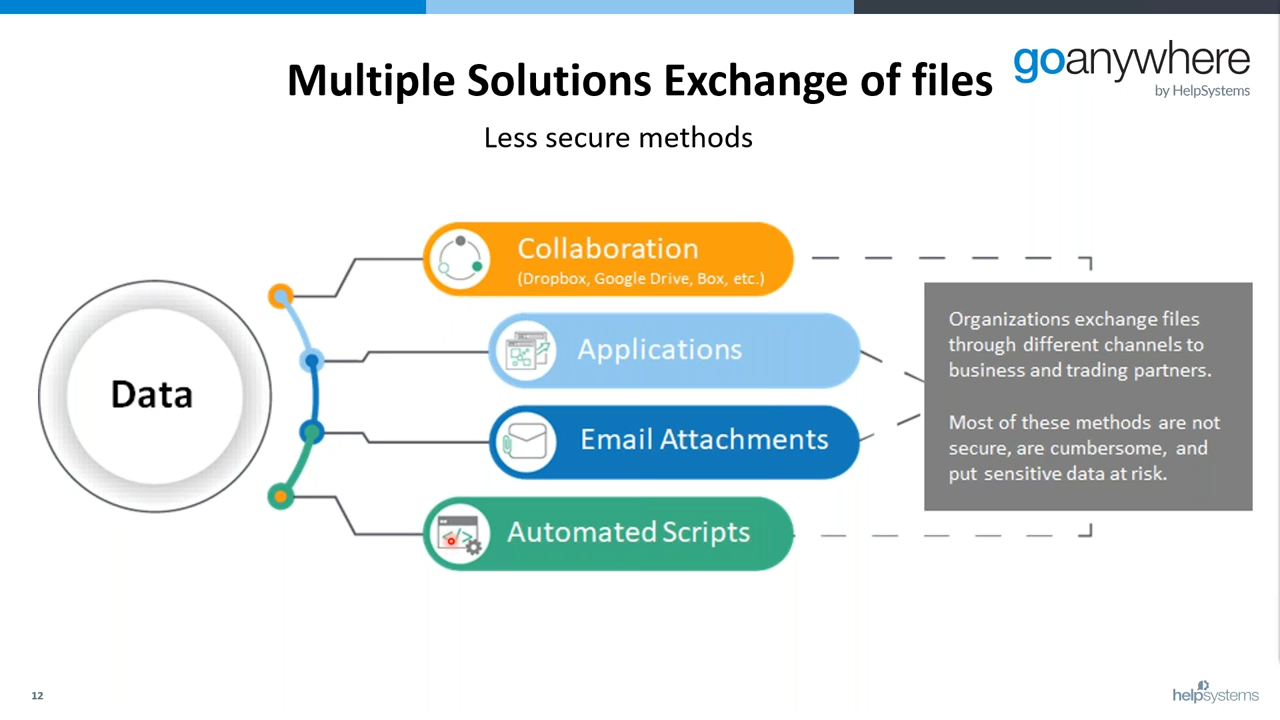 Multiple Solutions Exchange of files
goanywhere
by HelpSystems
Less secure methods
Data
Collaboration
(Dropbox, Google Drive, Box, etc.)
Applications
Email Attachments
Automated Scripts
Organizations exchange files
through different channels to
business and trading partners.
Most of these methods are not
secure, are cumbersome, and
put sensitive data at risk.
12
helpsystems